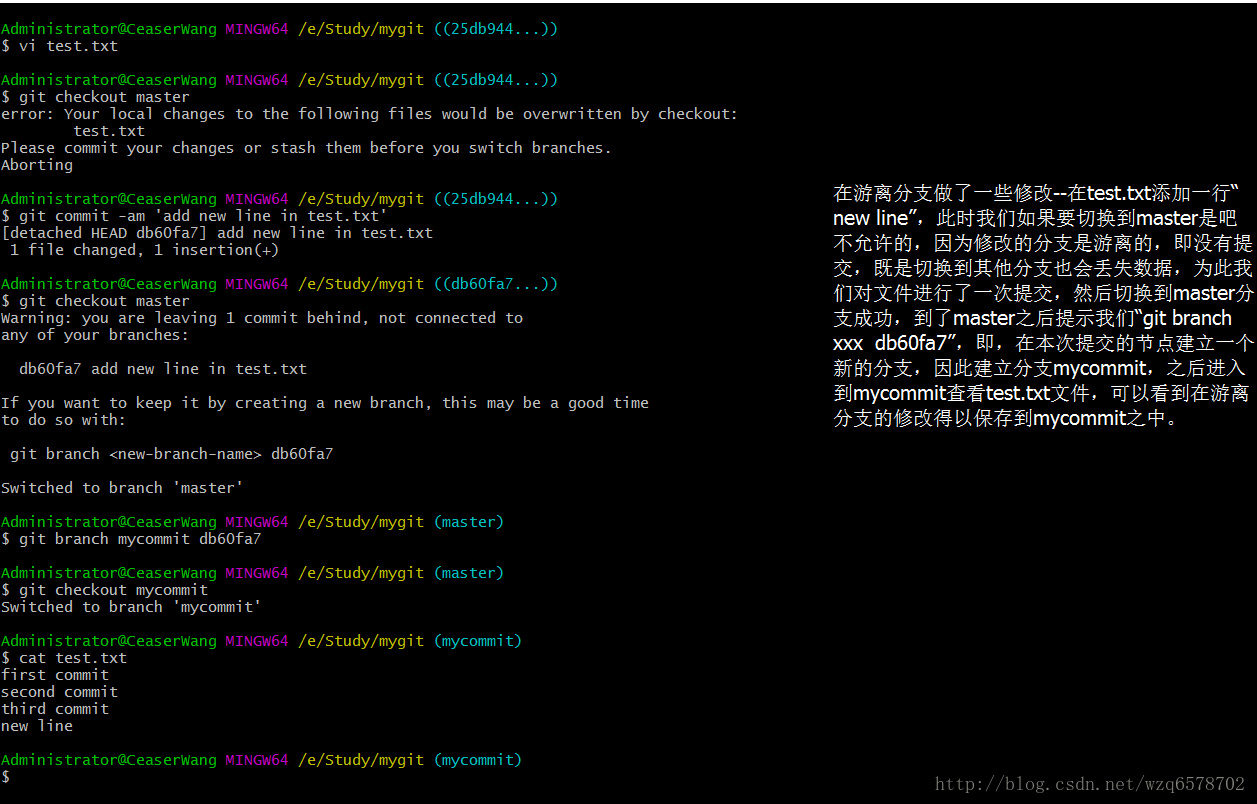 Administrator@CeaserWang MINGW64 /e/Study/mygit ((25db944...))
$ vi test.txt
Administrator@CeaserWang MINGW64 /e/Study/mygit ((25db944...))
$ git checkout master
error: Your local changes to the following files would be overwritten by checkout:
test.txt
Please commit your changes or stash them before you switch branches.
Aborting
Administrator@CeaserWang MINGW64 /e/Study/mygit ((25db944...))
$ git commit -am 'add new line in test.txt'
[detached HEAD db60fa7] add new line in test.txt
1 file changed, 1 insertion(+)
Administrator@CeaserWang MINGW64 /e/Study/mygit ((db60fa7...))
$ git checkout master
Warning: you are leaving 1 commit behind, not connected to
any of your branches:
db60fa7 add new line in test.txt
If you want to keep it by creating a new branch, this may be a good time
to do so with:
git branch <new-branch-name> db60fa7
Switched to branch 'master'
Administrator@CeaserWang MINGW64 /e/Study/mygit (master)
$ git branch mycommit db60fa7
Administrator@CeaserWang MINGW64 /e/Study/mygit (master)
$ git checkout mycommit
Switched to branch 'mycommit'
Administrator@CeaserWang MINGW64 /e/Study/mygit (mycommit)
$ cat test.txt
first commit
second commit
third commit
new line
Administrator@CeaserWang MINGW64 /e/Study/mygit (mycommit)
$
在游离分支做了一些修改--在test.txt添加一行“
new line”，此时我们如果要切换到master是吧
不允许的，因为修改的分支是游离的，即没有提
交，既是切换到其他分支也会丢失数据，为此我
们对文件进行了一次提交，然后切换到master分
支成功，到了master之后提示我们“git branch
xxx db60fa7”，即，在本次提交的节点建立一个
新的分支，因此建立分支mycommit，之后进入
到mycommit查看test.txt文件，可以看到在游离
分支的修改得以保存到mycommit之中。
http://blog.csdn.net/wzq6578702